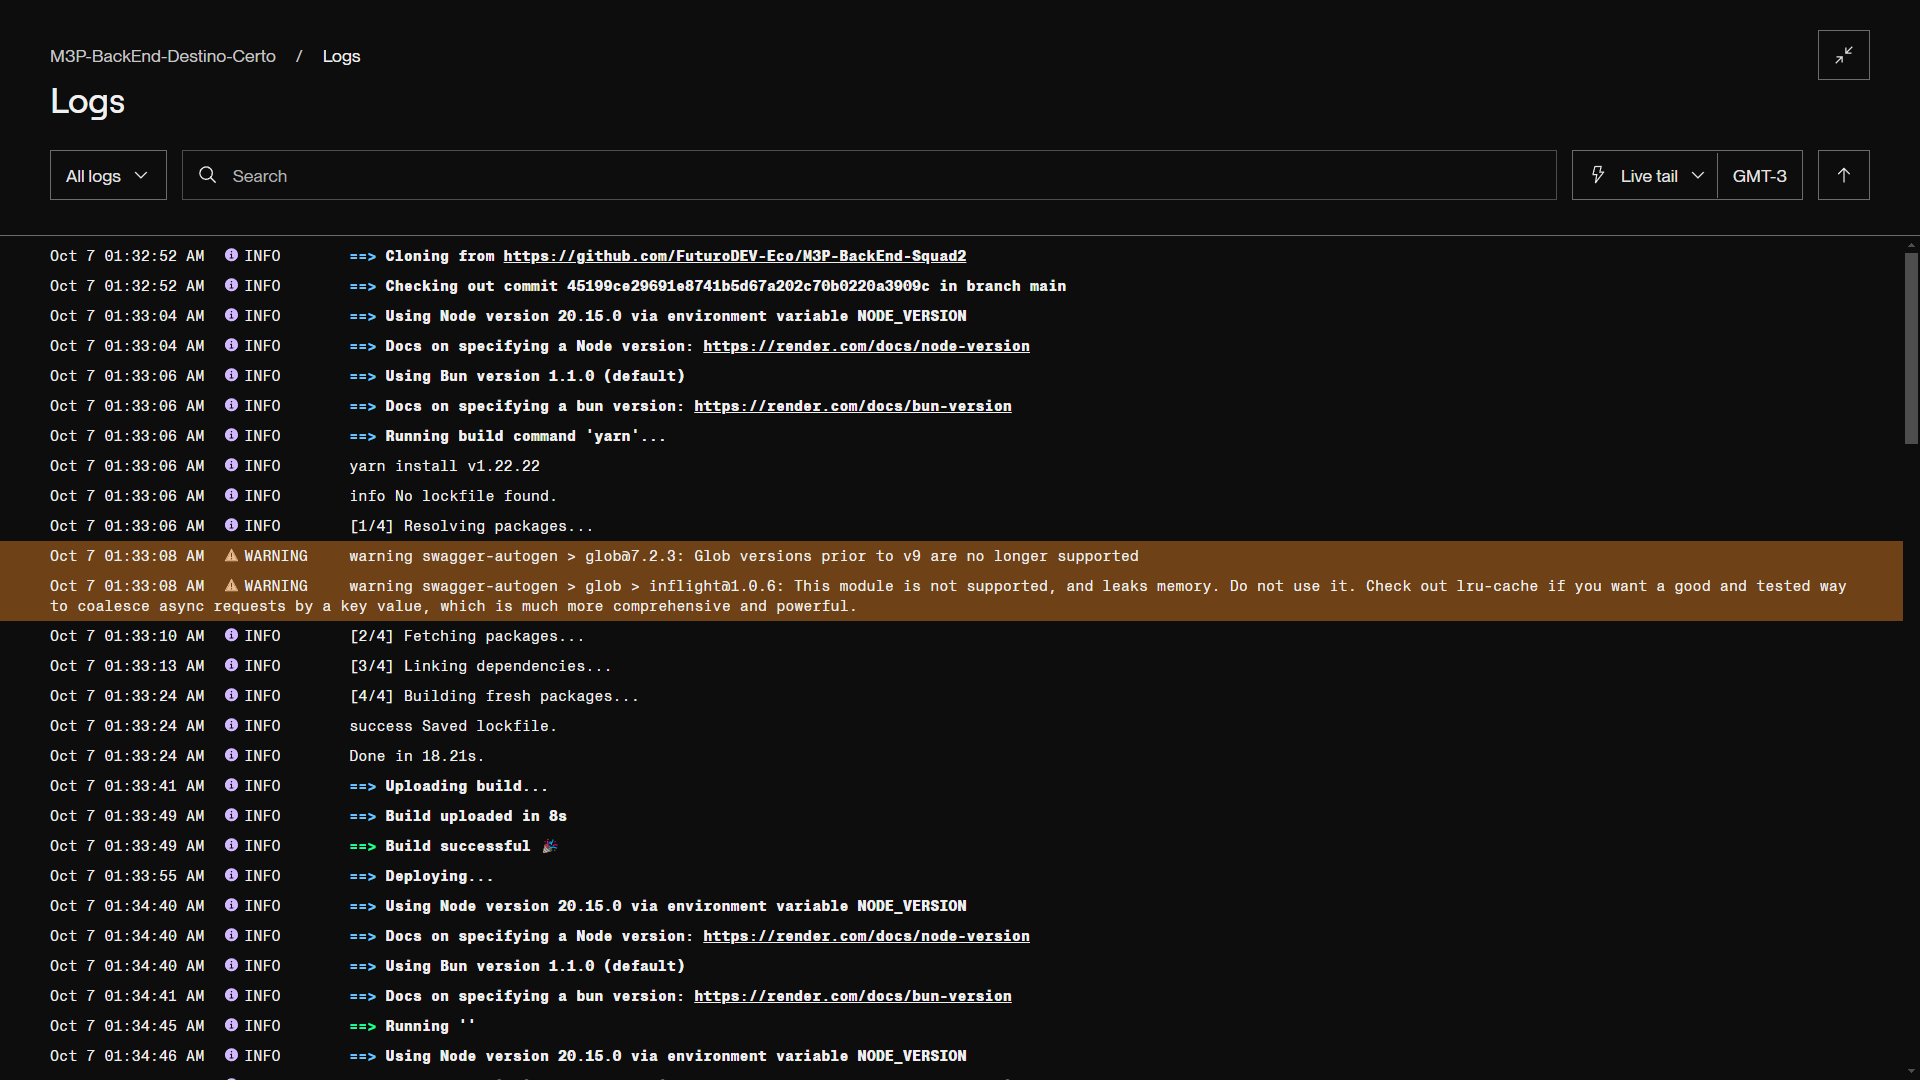 M3P-BackEnd-Destino-Certo / Logs
Logs
All logs Search Live tail GMT-3
Oct 7 01:32:52 AM INFO ==> Cloning from https://github.com/FuturoDEV-Eco/M3P-BackEnd-Squad2
Oct 7 01:32:52 AM INFO ==> Checking out commit 45199ce29691e8741b5d67a202c70b0220a3909c in branch main
Oct 7 01:33:04 AM INFO ==> Using Node version 20.15.0 via environment variable NODE_VERSION
Oct 7 01:33:04 AM INFO ==> Docs on specifying a Node version: https://render.com/docs/node-version
Oct 7 01:33:06 AM INFO ==> Using Bun version 1.1.0 (default)
Oct 7 01:33:06 AM INFO ==> Docs on specifying a bun version: https://render.com/docs/bun-version
Oct 7 01:33:06 AM INFO ==> Running build command 'yarn'...
Oct 7 01:33:06 AM INFO yarn install v1.22.22
Oct 7 01:33:06 AM INFO info No lockfile found.
Oct 7 01:33:06 AM INFO [1/4] Resolving packages...
Oct 7 01:33:08 AM WARNING warning swagger-autogen > glob@7.2.3: Glob versions prior to v9 are no longer supported
Oct 7 01:33:08 AM WARNING warning swagger-autogen > glob > inflight@1.0.6: This module is not supported, and leaks memory. Do not use it. Check out lru-cache if you want a good and tested way
to coalesce async requests by a key value, which is much more comprehensive and powerful.
Oct 7 01:33:10 AM INFO [2/4] Fetching packages...
Oct 7 01:33:13 AM INFO [3/4] Linking dependencies...
Oct 7 01:33:24 AM INFO [4/4] Building fresh packages...
Oct 7 01:33:24 AM INFO success Saved lockfile.
Oct 7 01:33:24 AM INFO Done in 18.21s.
Oct 7 01:33:41 AM INFO ==> Uploading build...
Oct 7 01:33:49 AM INFO ==> Build uploaded in 8s
Oct 7 01:33:49 AM INFO ==> Build successful 🎉
Oct 7 01:33:55 AM INFO ==> Deploying...
Oct 7 01:34:40 AM INFO ==> Using Node version 20.15.0 via environment variable NODE_VERSION
Oct 7 01:34:40 AM INFO ==> Docs on specifying a Node version: https://render.com/docs/node-version
Oct 7 01:34:40 AM INFO ==> Using Bun version 1.1.0 (default)
Oct 7 01:34:41 AM INFO ==> Docs on specifying a bun version: https://render.com/docs/bun-version
Oct 7 01:34:45 AM INFO ==> Running ''
Oct 7 01:34:46 AM INFO ==> Using Node version 20.15.0 via environment variable NODE_VERSION